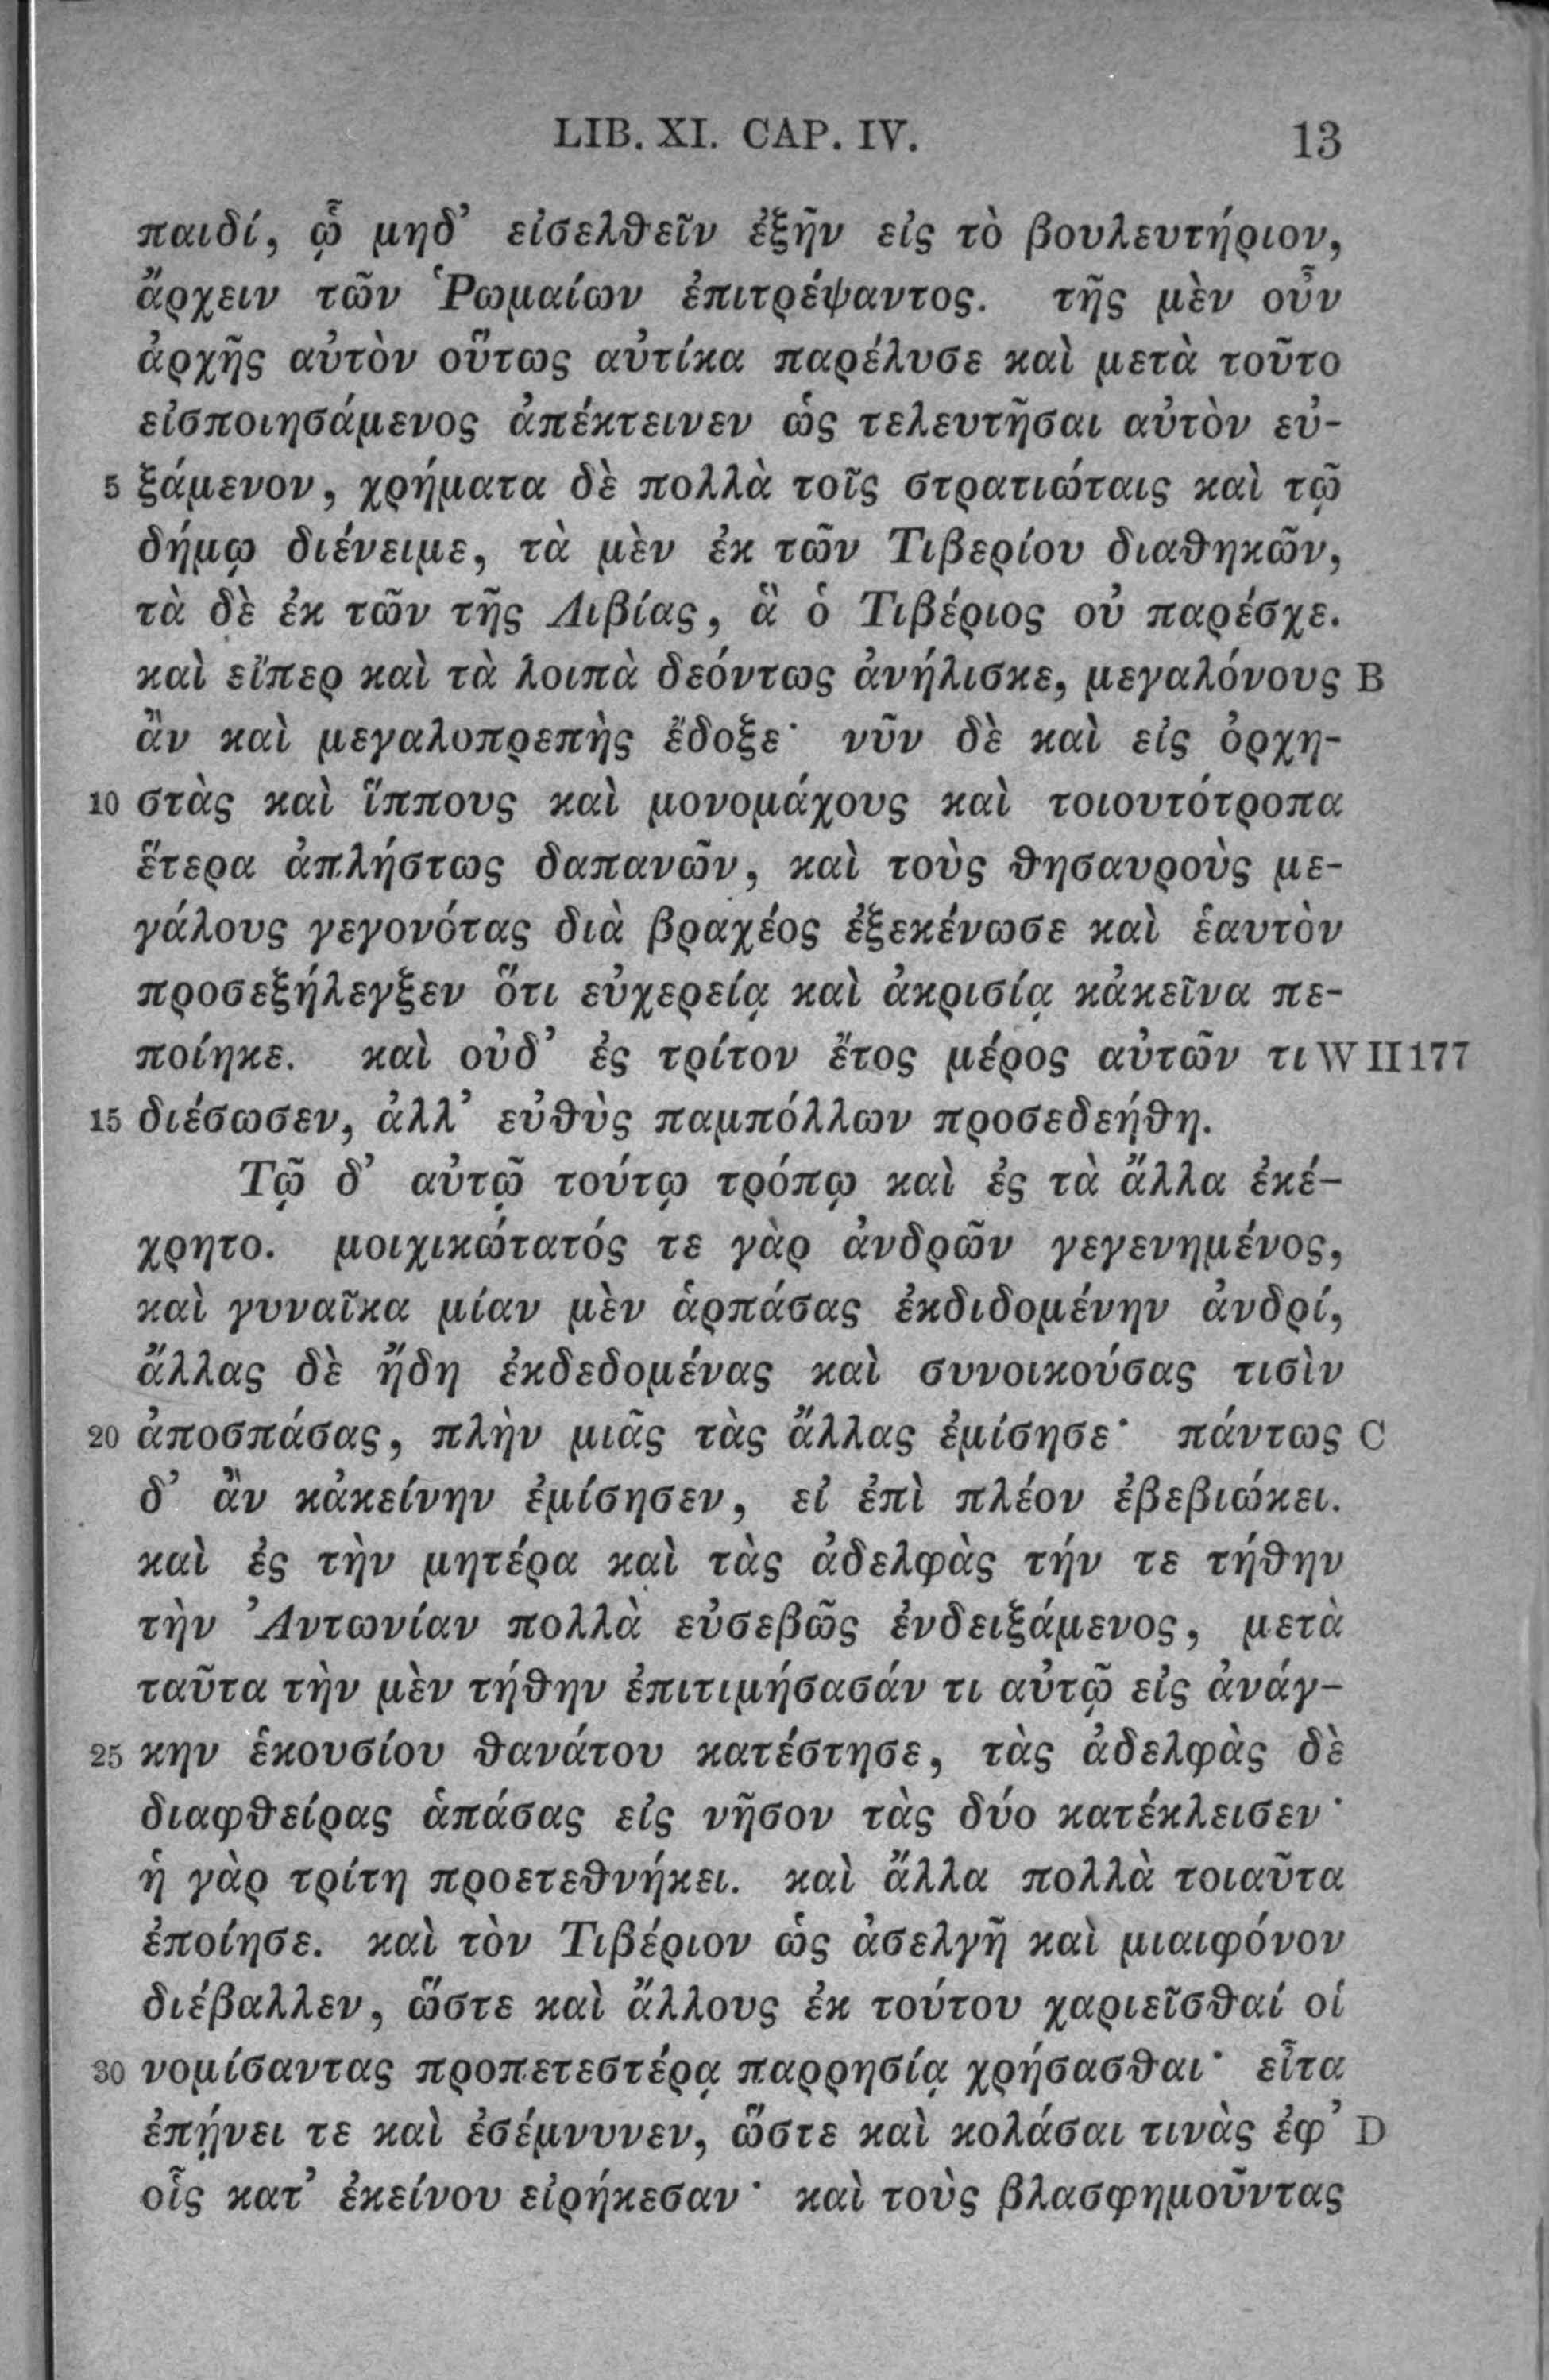 LIB. XI. CAP. IV. 13
παιδί, ᾧ μηδ’ εἰσελθεῖν ἐξῆν εἰς τὸ βουλευτήριον,
ἄρχειν τῶν Ῥωμαίων ἐπιτρέψαντος. τῆς μὲν οὖν
ἀρχῆς αὐτὸν οὕτως αὐτίκα παρέλυσε καὶ μετὰ τοῦτο
εἰσποιησάμενος ἀπέκτεινεν ὡς τελευτῆσαι αὐτὸν εὐ-
5 ξάμενον, χρήματα δὲ πολλὰ τοῖς στρατιώταις καὶ τῷ
δήμῳ διένειμε, τὰ μὲν ἐκ τῶν Τιβερίου διαθηκῶν,
τὰ δὲ ἐκ τῶν τῆς Λιβίας, ἃ ὁ Τιβέριος οὐ παρέσχε.
καὶ εἴπερ καὶ τὰ λοιπὰ δεόντως ἀνήλισκε, μεγαλόνους B
ἂν καὶ μεγαλοπρεπὴς ἔδοξε· νῦν δὲ καὶ εἰς ὀρχη-
10 στὰς καὶ ἵππους καὶ μονομάχους καὶ τοιουτότροπα
ἕτερα ἀπλήστως δαπανῶν, καὶ τοὺς θησαυροὺς με-
γάλους γεγονότας διὰ βραχέος ἐξεκένωσε καὶ ἑαυτὸν
προσεξήλεγξεν ὅτι εὐχερείᾳ καὶ ἀκρισίᾳ κἀκεῖνα πε-
ποίηκε. καὶ οὐδ’ ἐς τρίτον ἔτος μέρος αὐτῶν τι W II 177
15 διέσωσεν, ἀλλ’ εὐθὺς παμπόλλων προσεδεήθη.
Τῷ δ’ αὐτῷ τούτῳ τρόπῳ καὶ ἐς τὰ ἄλλα ἐκέ-
χρητο. μοιχικώτατός τε γὰρ ἀνδρῶν γεγενημένος,
καὶ γυναῖκα μίαν μὲν ἁρπάσας ἐκδιδομένην ἀνδρί,
ἄλλας δὲ ἤδη ἐκδεδομένας καὶ συνοικούσας τισὶν
20 ἀποσπάσας, πλὴν μιᾶς τὰς ἄλλας ἐμίσησε· πάντως C
δ’ ἂν κἀκείνην ἐμίσησεν, εἰ ἐπὶ πλέον ἐβεβιώκει.
καὶ ἐς τὴν μητέρα καὶ τὰς ἀδελφὰς τήν τε τήθην
τὴν Ἀντωνίαν πολλὰ εὐσεβῶς ἐνδειξάμενος, μετὰ
ταῦτα τὴν μὲν τήθην ἐπιτιμήσασάν τι αὐτῷ εἰς ἀνάγ-
25 κην ἑκουσίου θανάτου κατέστησε, τὰς ἀδελφὰς δὲ
διαφθείρας ἁπάσας εἰς νῆσον τὰς δύο κατέκλεισεν·
ἡ γὰρ τρίτη προετεθνήκει. καὶ ἄλλα πολλὰ τοιαῦτα
ἐποίησε. καὶ τὸν Τιβέριον ὡς ἀσελγῆ καὶ μιαιφόνον
διέβαλλεν, ὥστε καὶ ἄλλους ἐκ τούτου χαριεῖσθαί οἱ
30 νομίσαντας προπετεστέρᾳ παρρησίᾳ χρήσασθαι· εἶτα
ἐπῄνει τε καὶ ἐσέμνυνεν, ὥστε καὶ κολάσαι τινὰς ἐφ’ D
οἷς κατ’ ἐκείνου εἰρήκεσαν· καὶ τοὺς βλασφημοῦντας